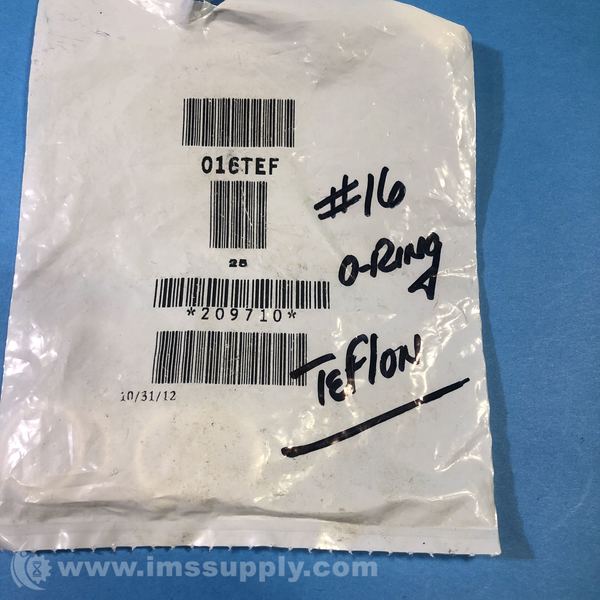 016TEF
#16
25
O-RING
*209710*
TEFLON
10/31/12
www.imssupply.com